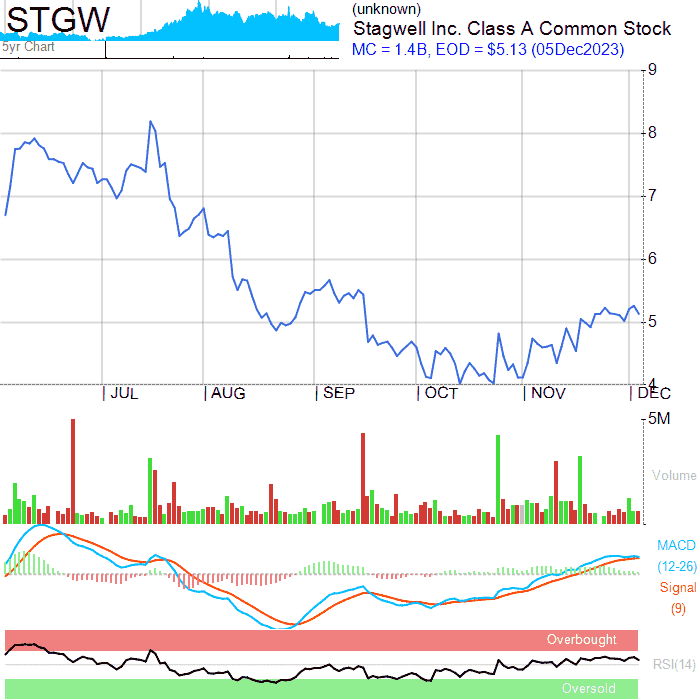 STGW
5yr Chart
(unknown)
Stagwell Inc. Class A Common Stock
MC = 1.4B, EOD = $5.13 (05Dec2023)
9
8
7
6
5
4
JUL
AUG
SEP
OCT
NOV
DEC
5M
Volume
MACD
(12-26)
Signal
(9)
Overbought
RSI(14)
Oversold